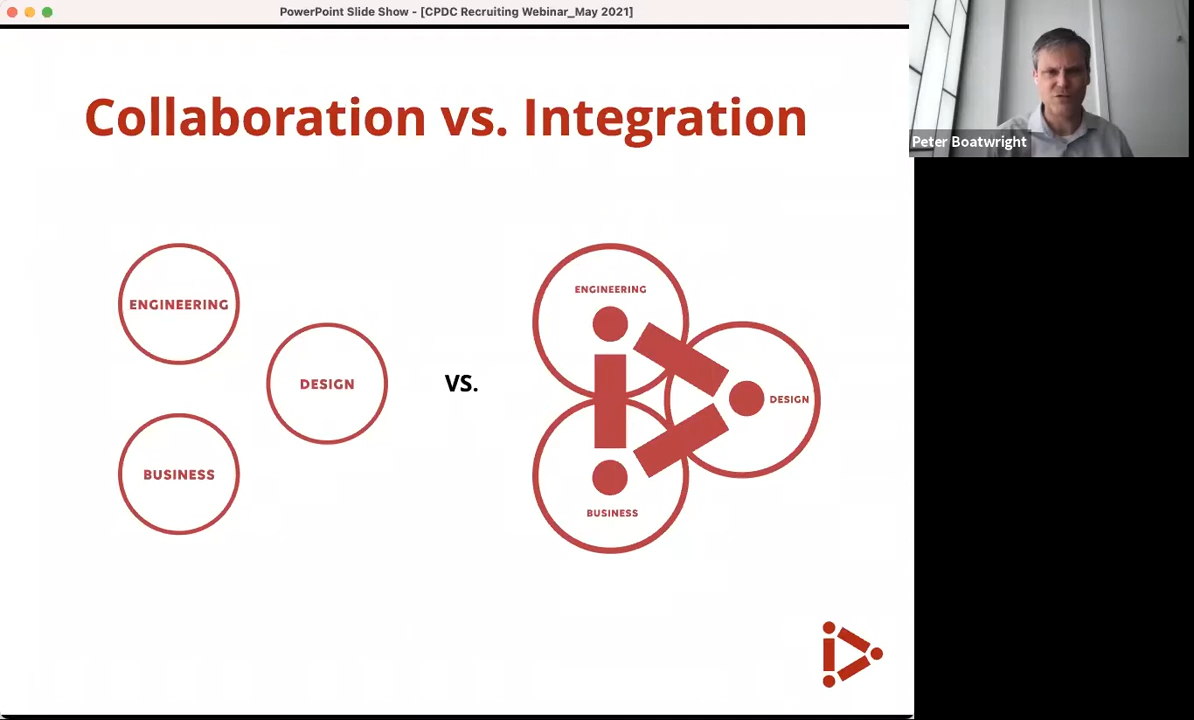 PowerPoint Slide Show - [CPDC Recruiting Webinar_May 2021]
Collaboration vs. Integration
Peter Boatwright
ENGINEERING
DESIGN
BUSINESS
VS.
ENGINEERING
DESIGN
BUSINESS